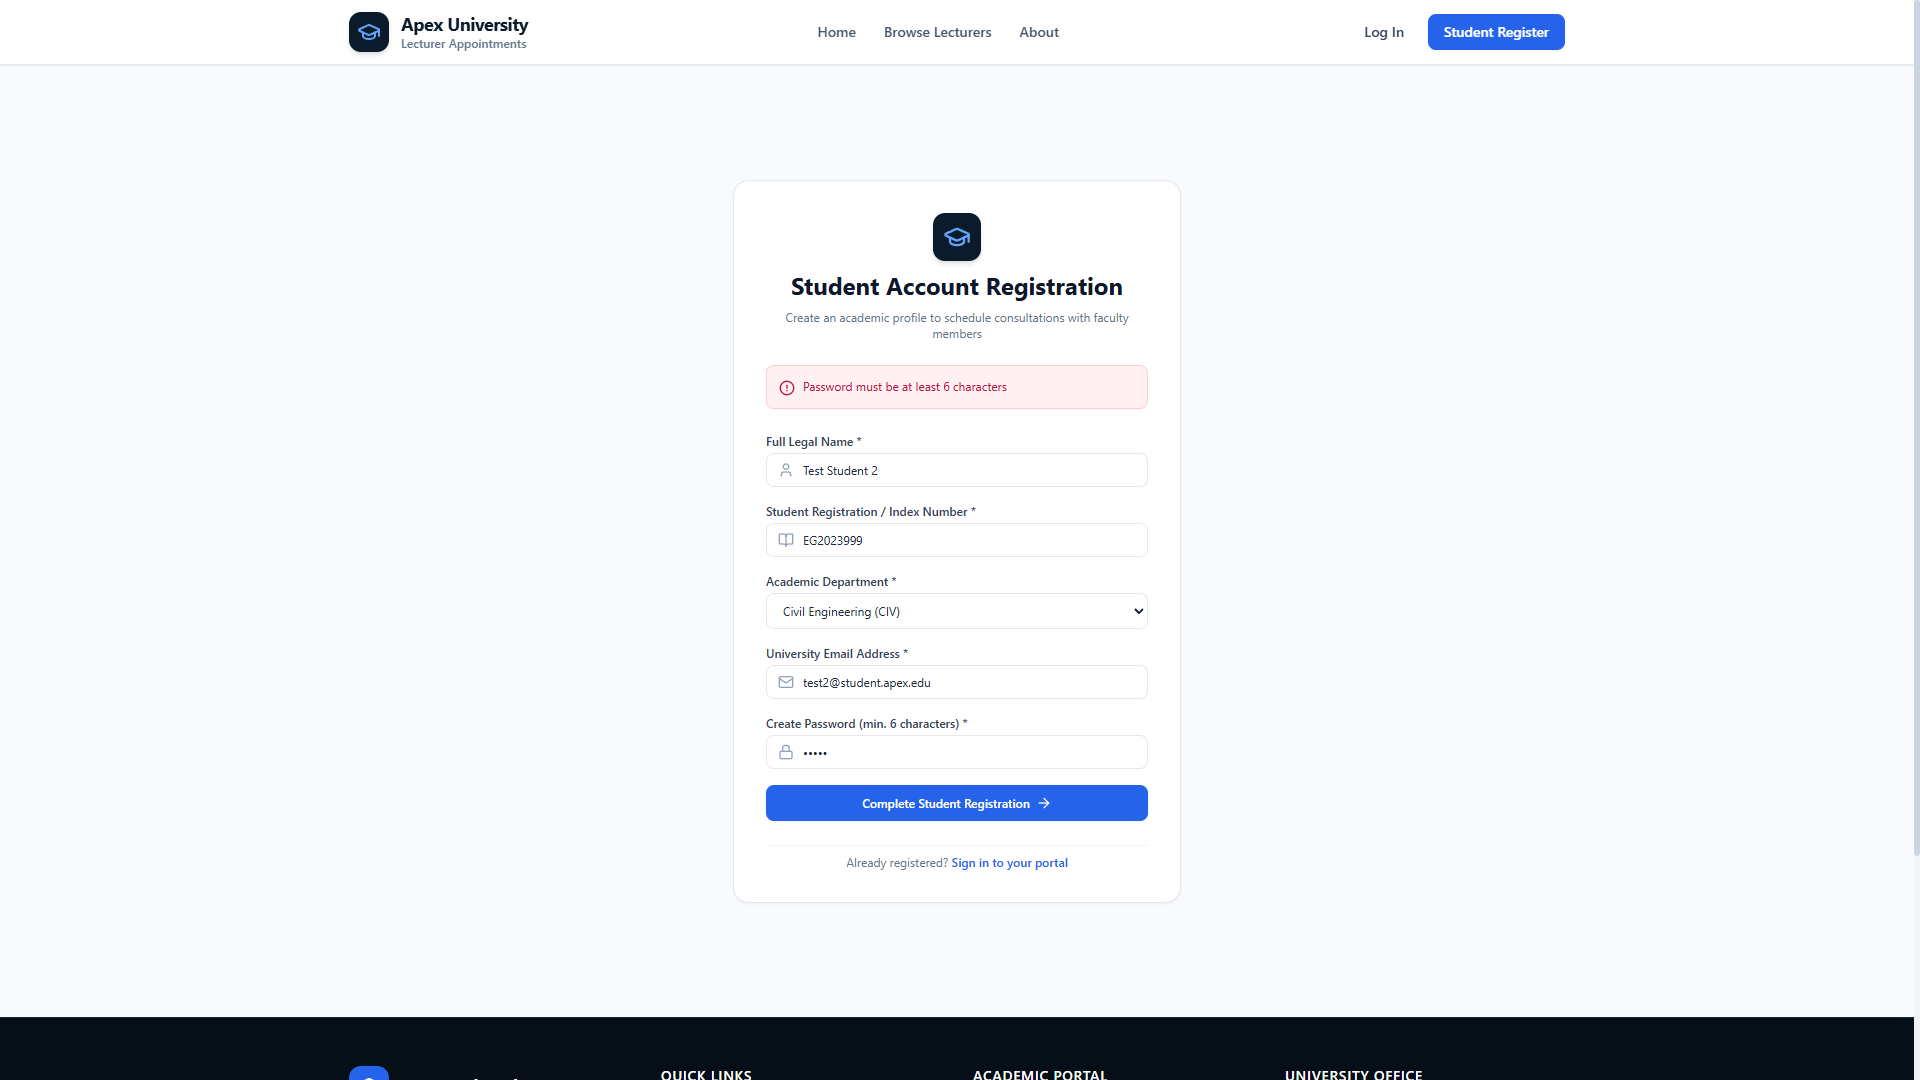 Apex University
Lecturer Appointments
Home
Browse Lecturers
About
Log In
Student Register
Student Account Registration
Create an academic profile to schedule consultations with faculty
members
Password must be at least 6 characters
Full Legal Name *
Test Student 2
Student Registration / Index Number *
EG2023999
Academic Department *
Civil Engineering (CIV)
University Email Address *
test2@student.apex.edu
Create Password (min. 6 characters) *
•••••
Complete Student Registration
Already registered? Sign in to your portal
QUICK LINKS
ACADEMIC PORTAL
UNIVERSITY OFFICE